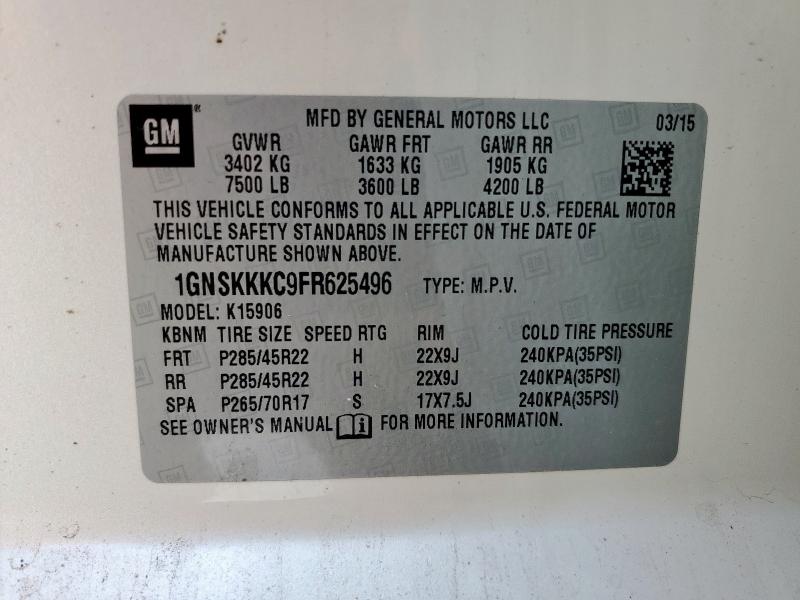 GM®
MFD BY GENERAL MOTORS LLC 03/15
GVWR GAWR FRT GAWR RR
3402 KG 1633 KG 1905 KG
7500 LB 3600 LB 4200 LB
THIS VEHICLE CONFORMS TO ALL APPLICABLE U.S. FEDERAL MOTOR
VEHICLE SAFETY STANDARDS IN EFFECT ON THE DATE OF
MANUFACTURE SHOWN ABOVE.
1GNSKKKC9FR625496 TYPE: M.P.V.
MODEL: K15906
KBNM TIRE SIZE SPEED RTG RIM COLD TIRE PRESSURE
FRT P285/45R22 H 22X9J 240KPA(35PSI)
RR P285/45R22 H 22X9J 240KPA(35PSI)
SPA P265/70R17 S 17X7.5J 240KPA(35PSI)
SEE OWNER'S MANUAL FOR MORE INFORMATION.